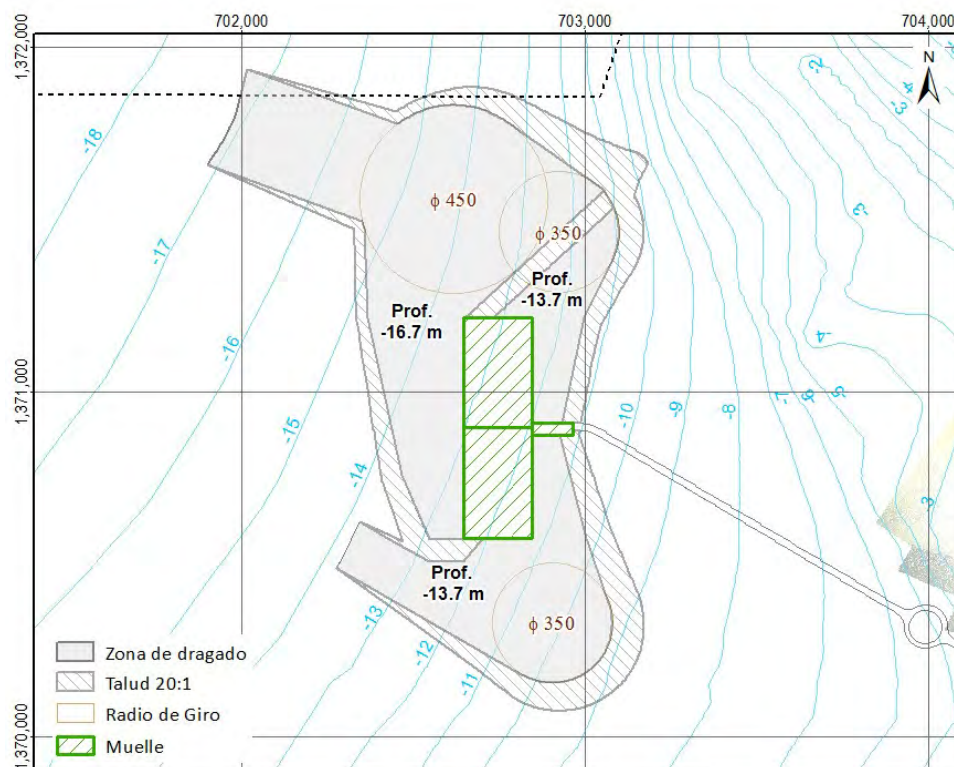 702,000
703,000
704,000
1,372,000
N
-2
-4
-3
-18
-17
-3
ϕ 450
ϕ 350
Prof.
-13.7 m
Prof.
-16.7 m
-16
-4
1,371,000
-15
-10
-9
-8
-7
-6
-5
-14
3
Prof.
-13.7 m
-13
-12
-11
ϕ 350
Zona de dragado
Talud 20:1
Radio de Giro
Muelle
1,370,000